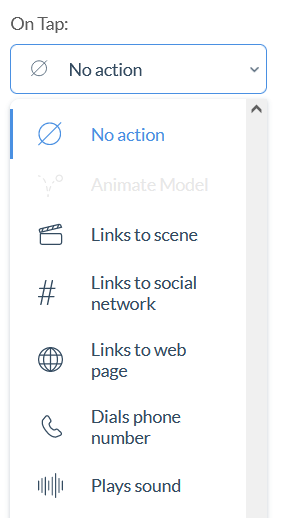 On Tap:
No action
No action
Animate Model
Links to scene
Links to social
network
Links to web
page
Dials phone
number
Plays sound